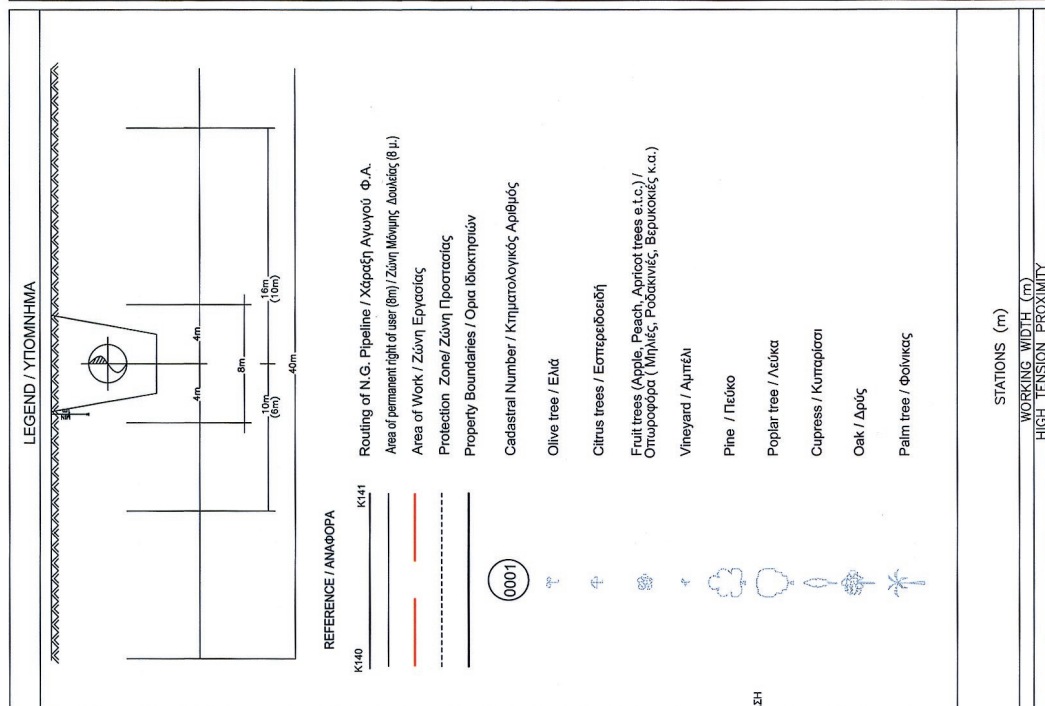 LEGEND / ΥΠΟΜΝΗΜΑ
4m
4m
8m
10m
(6m)
16m
(10m)
40m
REFERENCE / ΑΝΑΦΟΡΑ
K140
K141
Routing of N.G. Pipeline / Χάραξη Αγωγού Φ.Α.
Area of permanent right of user (8m) / Ζώνη Μόνιμης Δουλείας (8 μ.)
Area of Work / Ζώνη Εργασίας
Protection Zone/ Ζώνη Προστασίας
Property Boundaries / Ορια Ιδιοκτησιών
0001
Cadastral Number / Κτηματολογικός Αριθμός
Olive tree / Ελιά
Citrus trees / Εσπερειδοειδή
Fruit trees (Apple, Peach, Apricot trees e.t.c.) /
Οπωροφόρα ( Μηλιές, Ροδακινιές, Βερυκοκιές κ.α.)
Vineyard / Αμπέλι
Pine / Πεύκο
Poplar tree / Λεύκα
Cupress / Κυπαρίσσι
Oak / Δρύς
Palm tree / Φοίνικας
ΣΗ
STATIONS (m)
WORKING WIDTH (m)
HIGH TENSION PROXIMITY